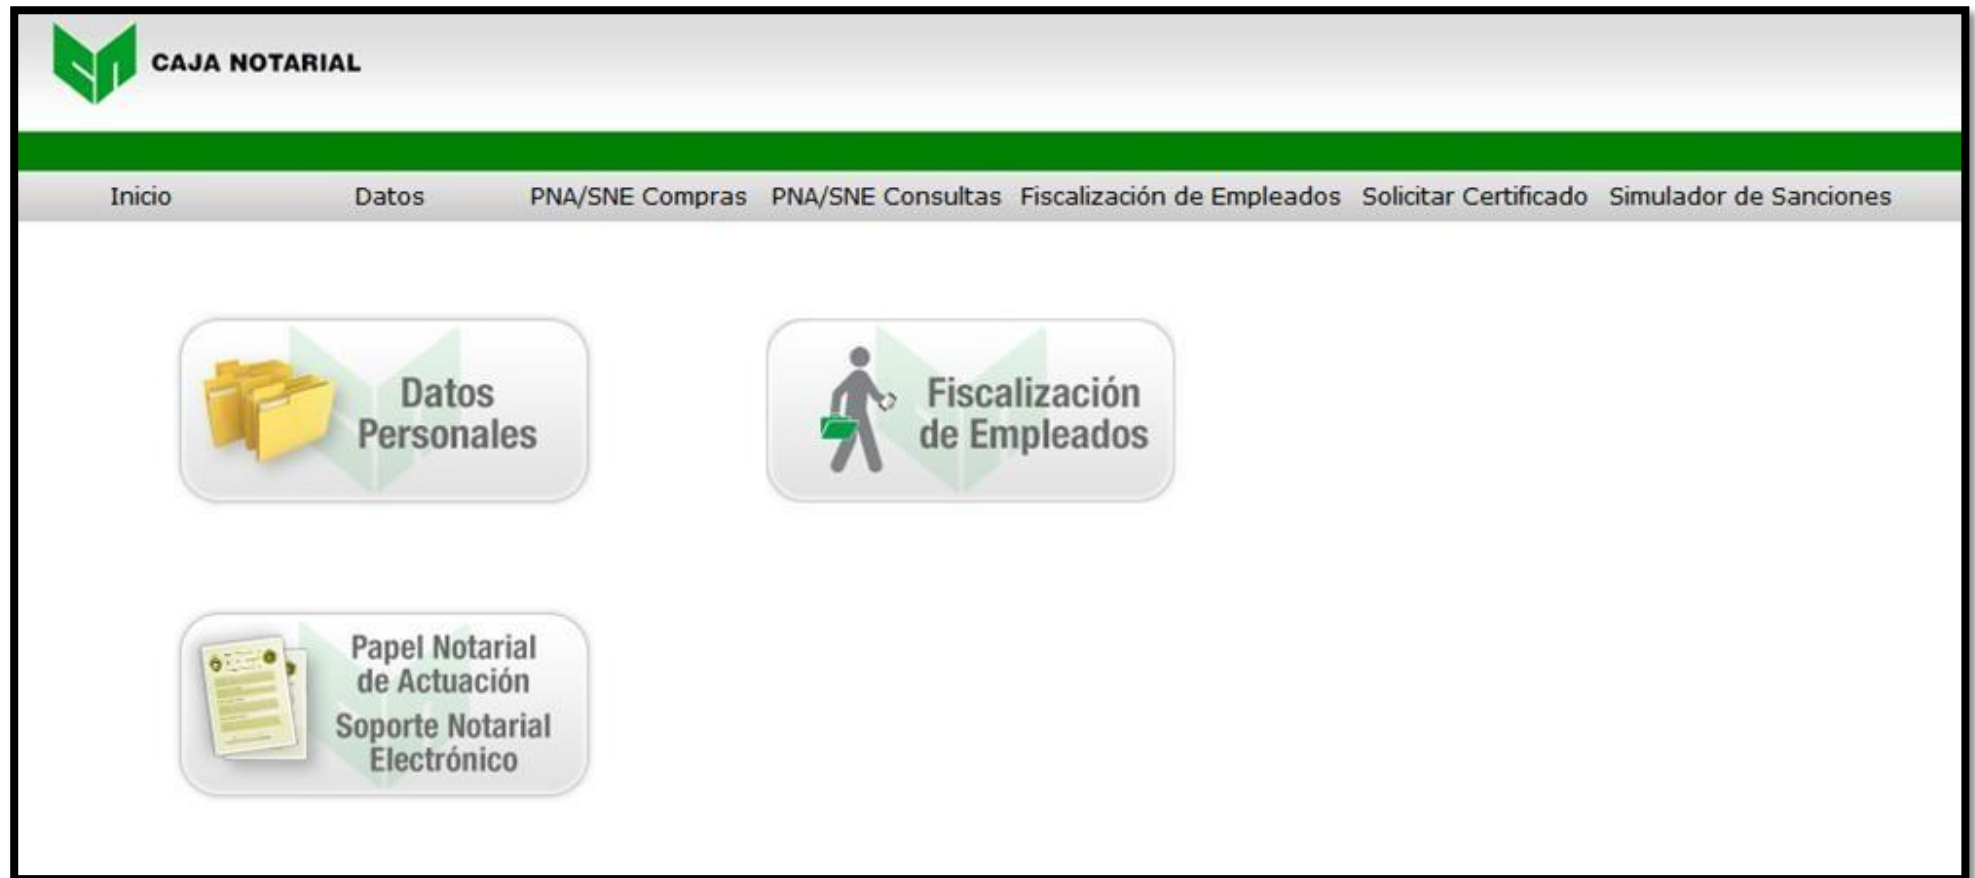 CAJA NOTARIAL
Inicio Datos PNA/SNE Compras PNA/SNE Consultas Fiscalización de Empleados Solicitar Certificado Simulador de Sanciones
Datos
Personales
Fiscalización
de Empleados
Papel Notarial
de Actuación
Soporte Notarial
Electrónico